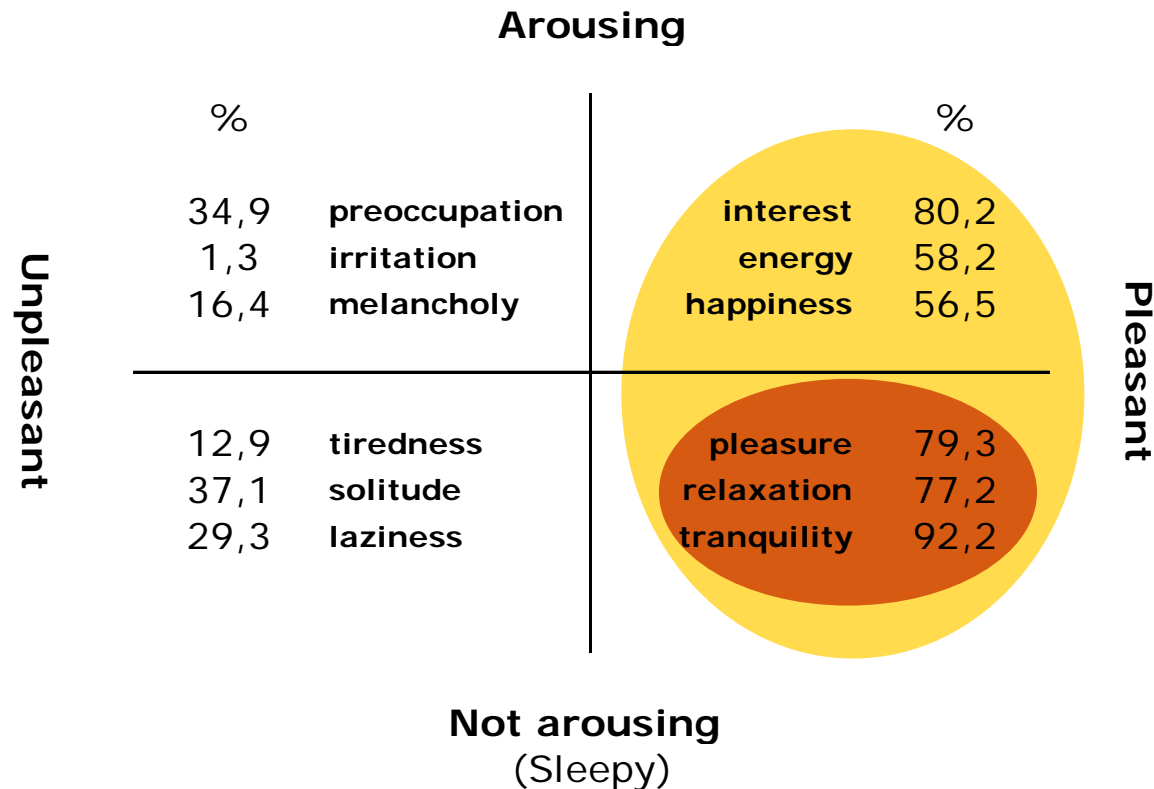 Arousing
% %
34,9 preoccupation interest 80,2
1,3 irritation energy 58,2
16,4 melancholy happiness 56,5
Unpleasant
Pleasant
12,9 tiredness pleasure 79,3
37,1 solitude relaxation 77,2
29,3 laziness tranquility 92,2
Not arousing
(Sleepy)